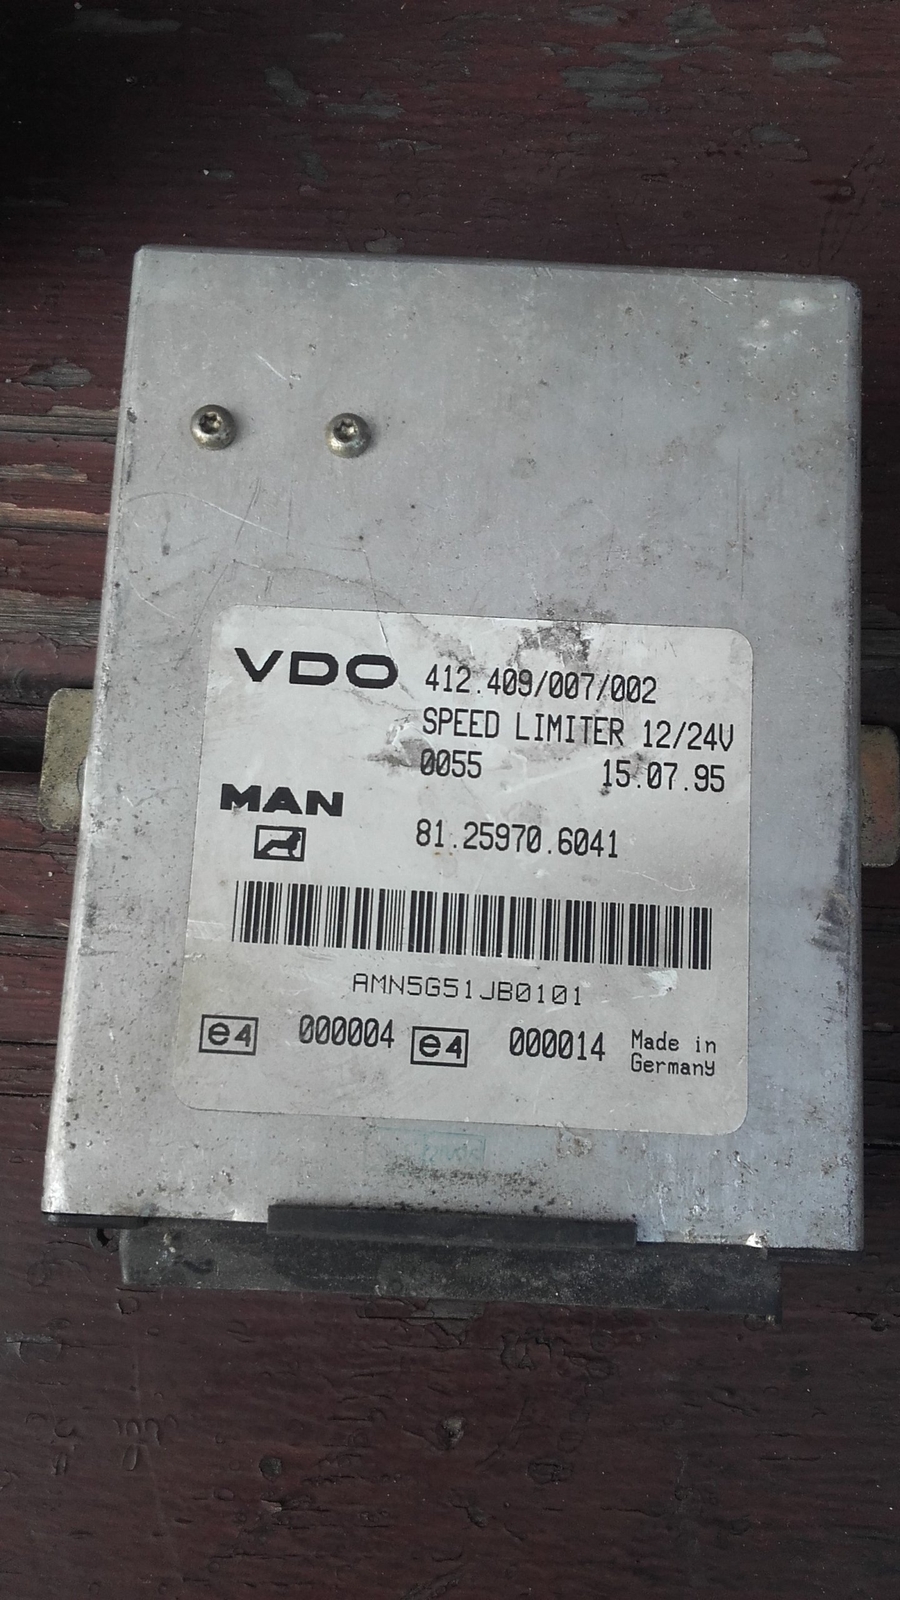 VDO 412.409/007/002
SPEED LIMITER 12/24V
0055 15.07.95
MAN
81.25970.6041
AMN5G51JB0101
e4 000004 e4 000014 Made in
Germany